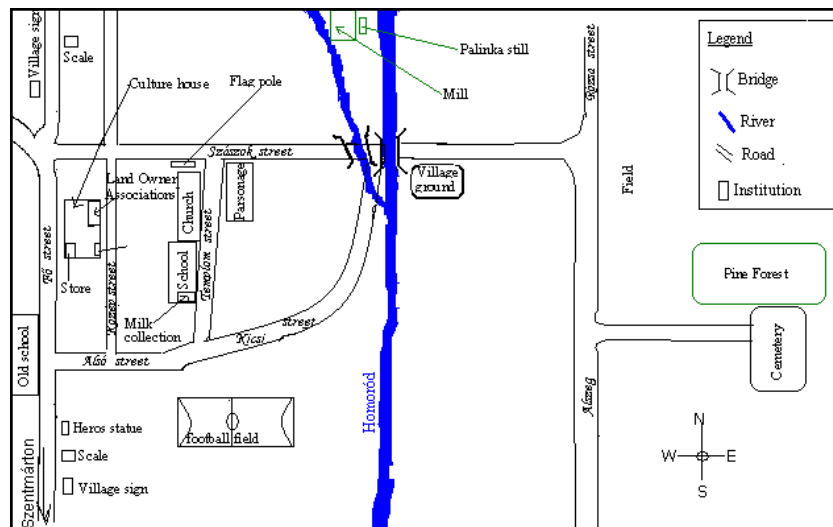 Village sign
Scale
Culture house
Flag pole
Palinka still
Mill
Rózsa street
Legend
Bridge
River
Road
Institution
Szászok street
Land Owner
Associations
Church
Parsonage
Village
ground
Field
Fő street
Store
Közép street
School
Templom street
Milk
collection
Kicsi street
Alsó street
Old school
Pine Forest
Cemetery
Alszeg
Homoród
football field
Heros statue
Scale
Village sign
Szentmárton
N
W
E
S